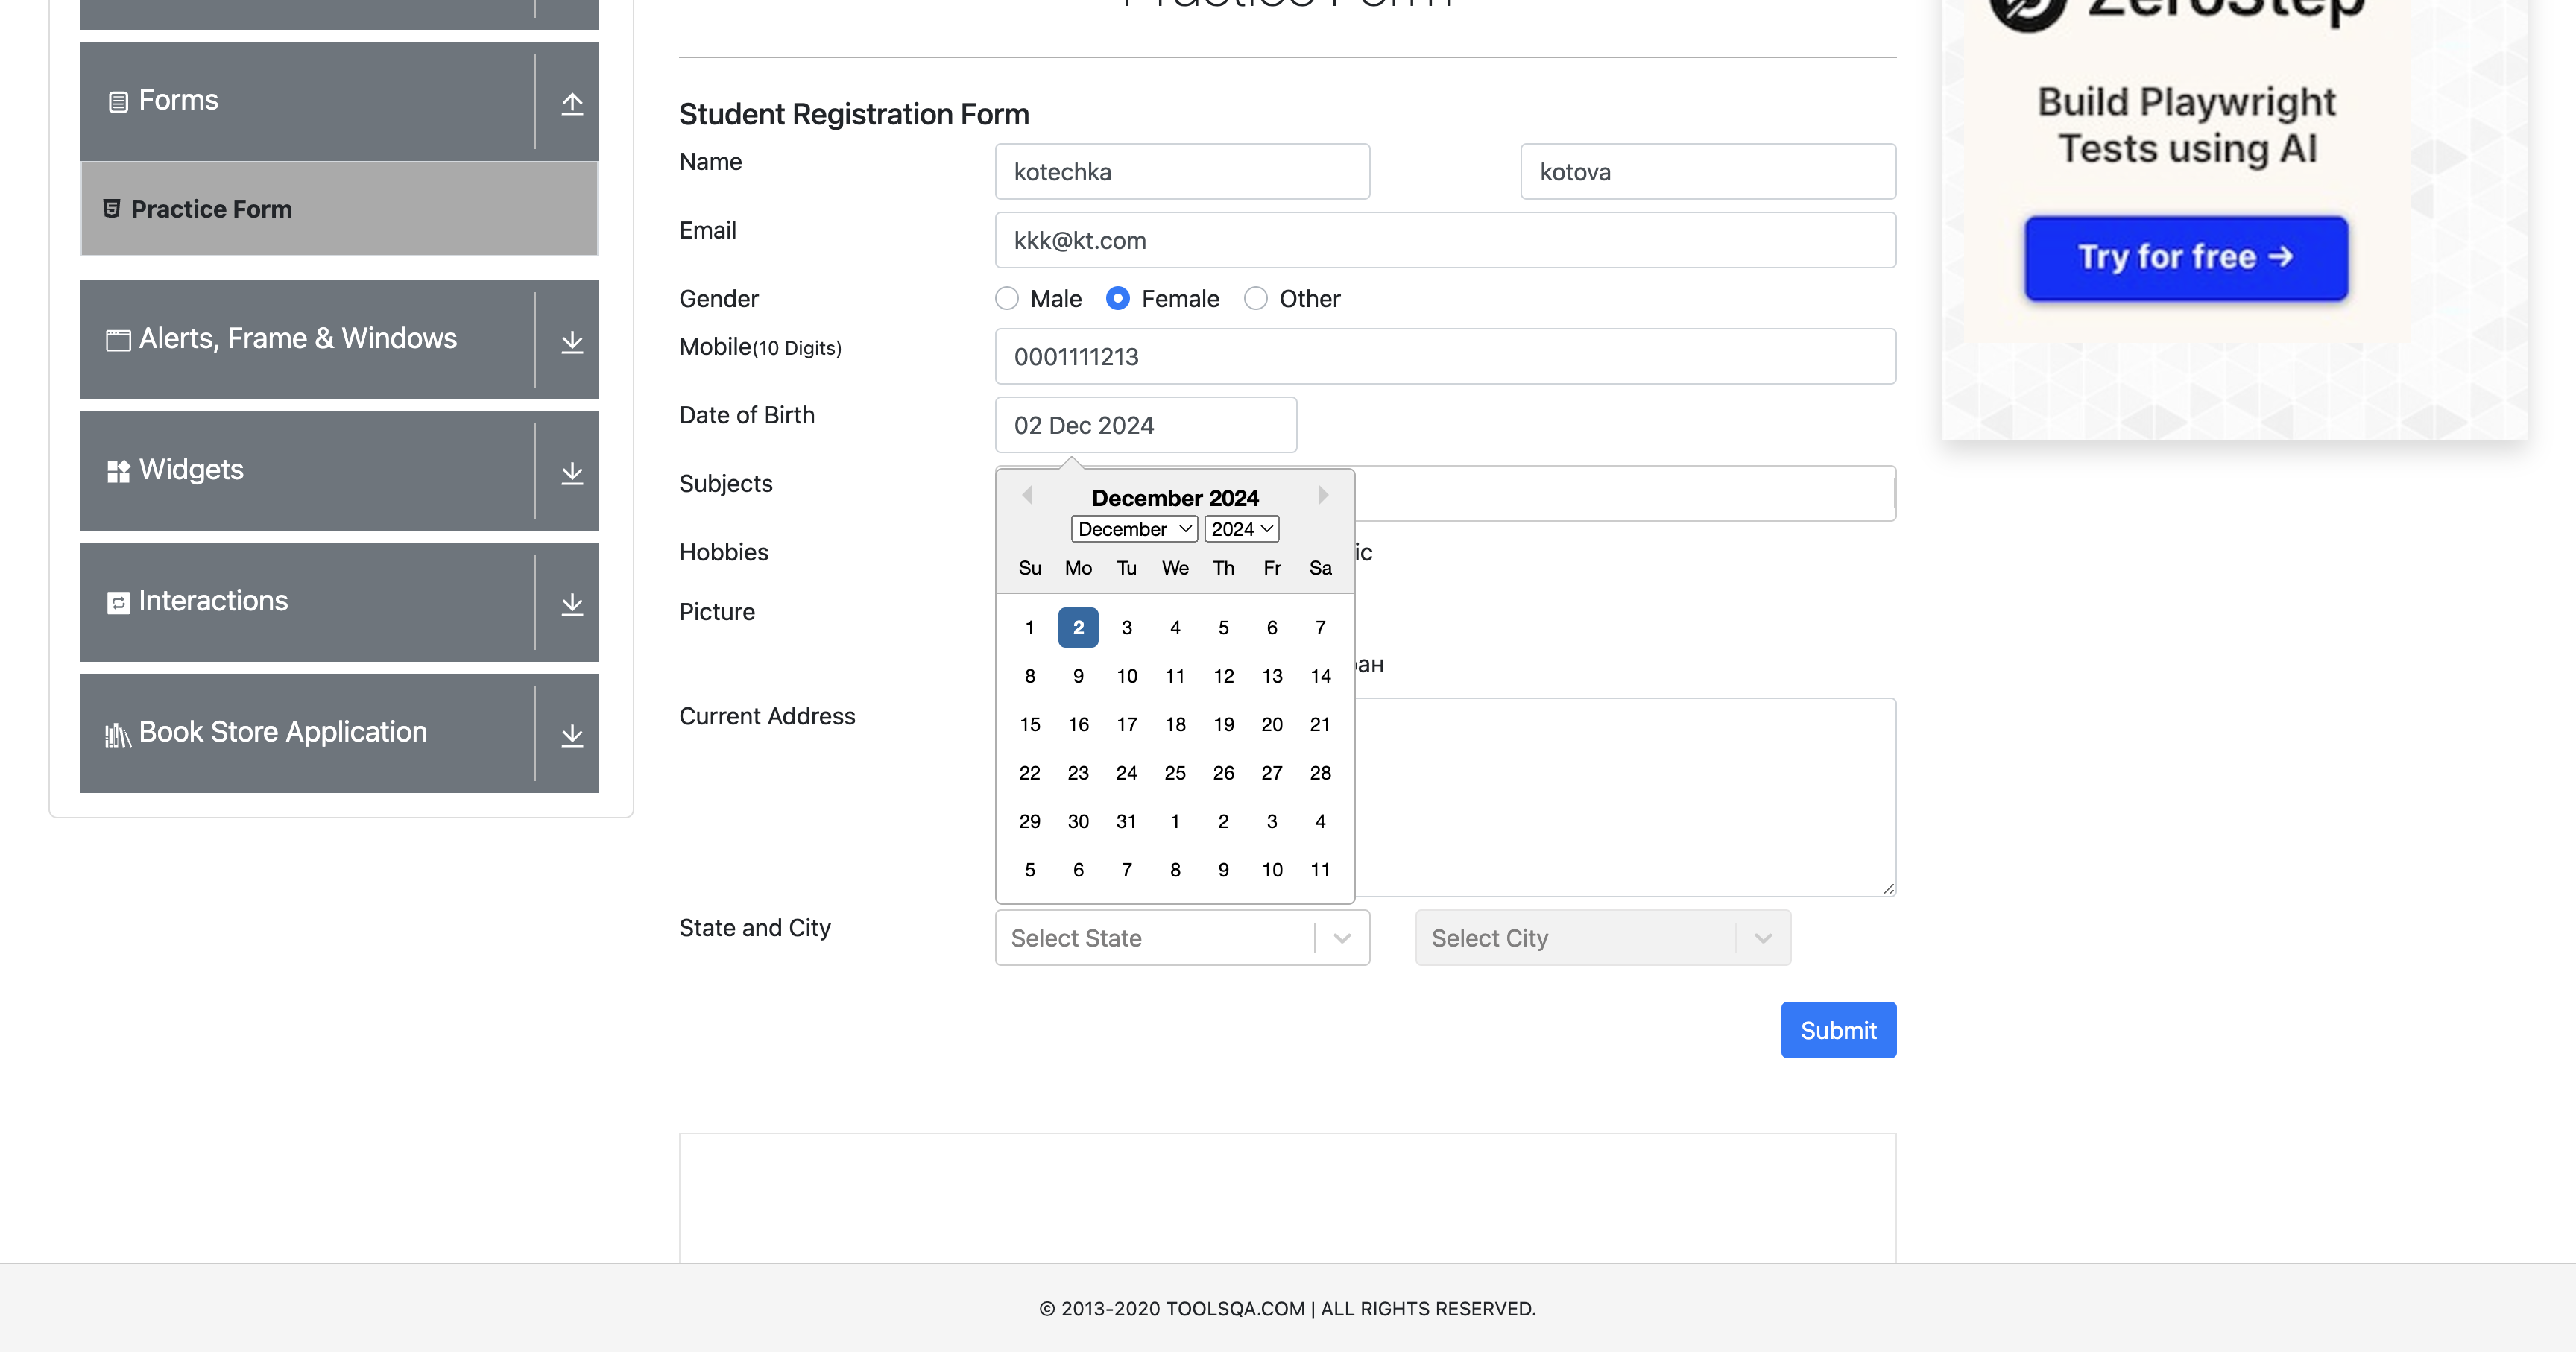 Practice Form
Forms
Practice Form
Alerts, Frame & Windows
Widgets
Interactions
Book Store Application
Student Registration Form
Name
kotechka
kotova
Email
kkk@kt.com
Gender
Male
Female
Other
Mobile(10 Digits)
0001111213
Date of Birth
02 Dec 2024
Subjects
December 2024
December
2024
Su Mo Tu We Th Fr Sa
1 2 3 4 5 6 7
8 9 10 11 12 13 14
15 16 17 18 19 20 21
22 23 24 25 26 27 28
29 30 31 1 2 3 4
5 6 7 8 9 10 11
Hobbies
ic
Picture
ан
Current Address
State and City
Select State
Select City
Submit
ZeroStep
Build Playwright
Tests using AI
Try for free →
© 2013-2020 TOOLSQA.COM | ALL RIGHTS RESERVED.